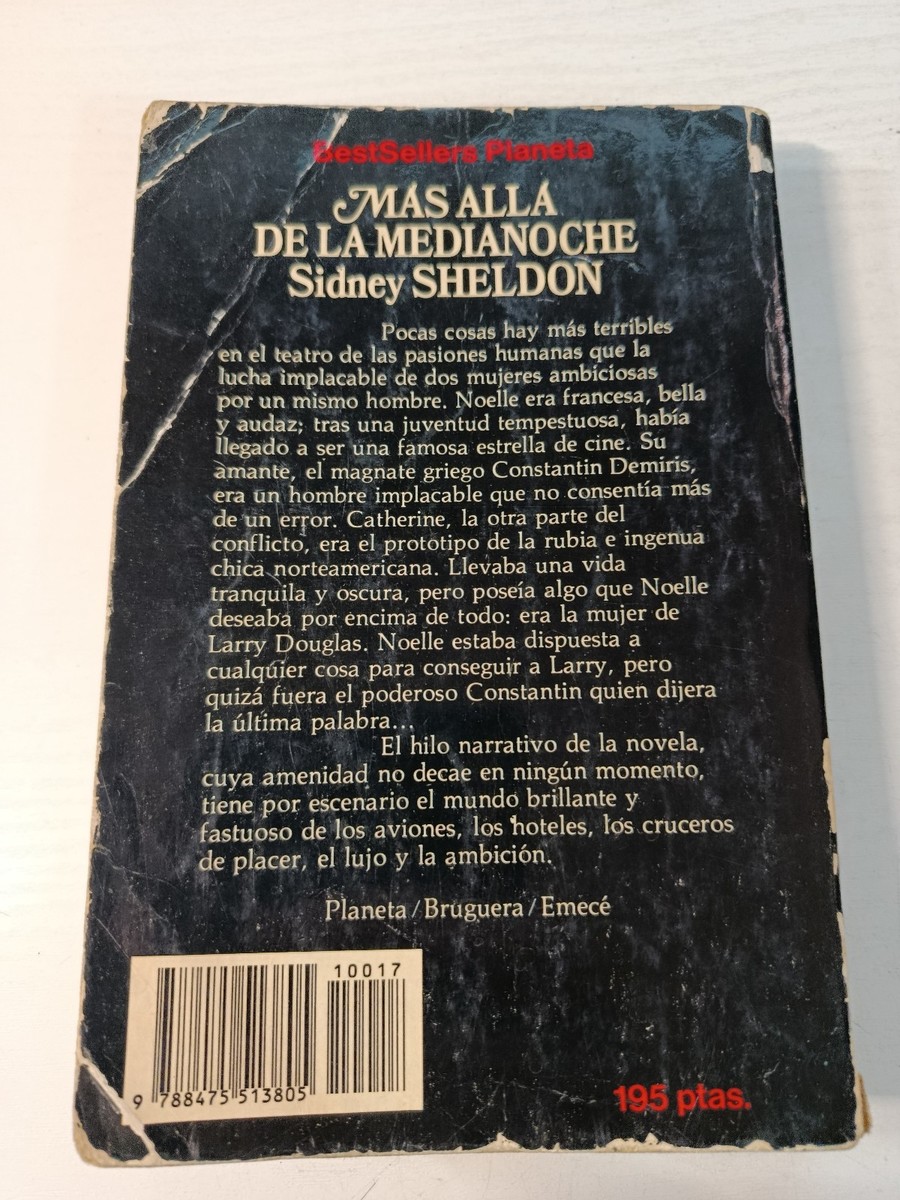 BestSellers Planeta
MÁS ALLÁ
DE LA MEDIANOCHE
Sidney SHELDON
Pocas cosas hay más terribles
en el teatro de las pasiones humanas que la
lucha implacable de dos mujeres ambiciosas
por un mismo hombre. Noelle era francesa, bella
y audaz; tras una juventud tempestuosa, había
llegado a ser una famosa estrella de cine. Su
amante, el magnate griego Constantin Demiris,
era un hombre implacable que no consentía más
de un error. Catherine, la otra parte del
conflicto, era el prototipo de la rubia e ingenua
chica norteamericana. Llevaba una vida
tranquila y oscura, pero poseía algo que Noelle
deseaba por encima de todo: era la mujer de
Larry Douglas. Noelle estaba dispuesta a
cualquier cosa para conseguir a Larry, pero
quizá fuera el poderoso Constantin quien dijera
la última palabra...
El hilo narrativo de la novela,
cuya amenidad no decae en ningún momento,
tiene por escenario el mundo brillante y
fastuoso de los aviones, los hoteles, los cruceros
de placer, el lujo y la ambición.
Planeta/Bruguera/Emecé
10017
9 788475 513805
195 ptas.